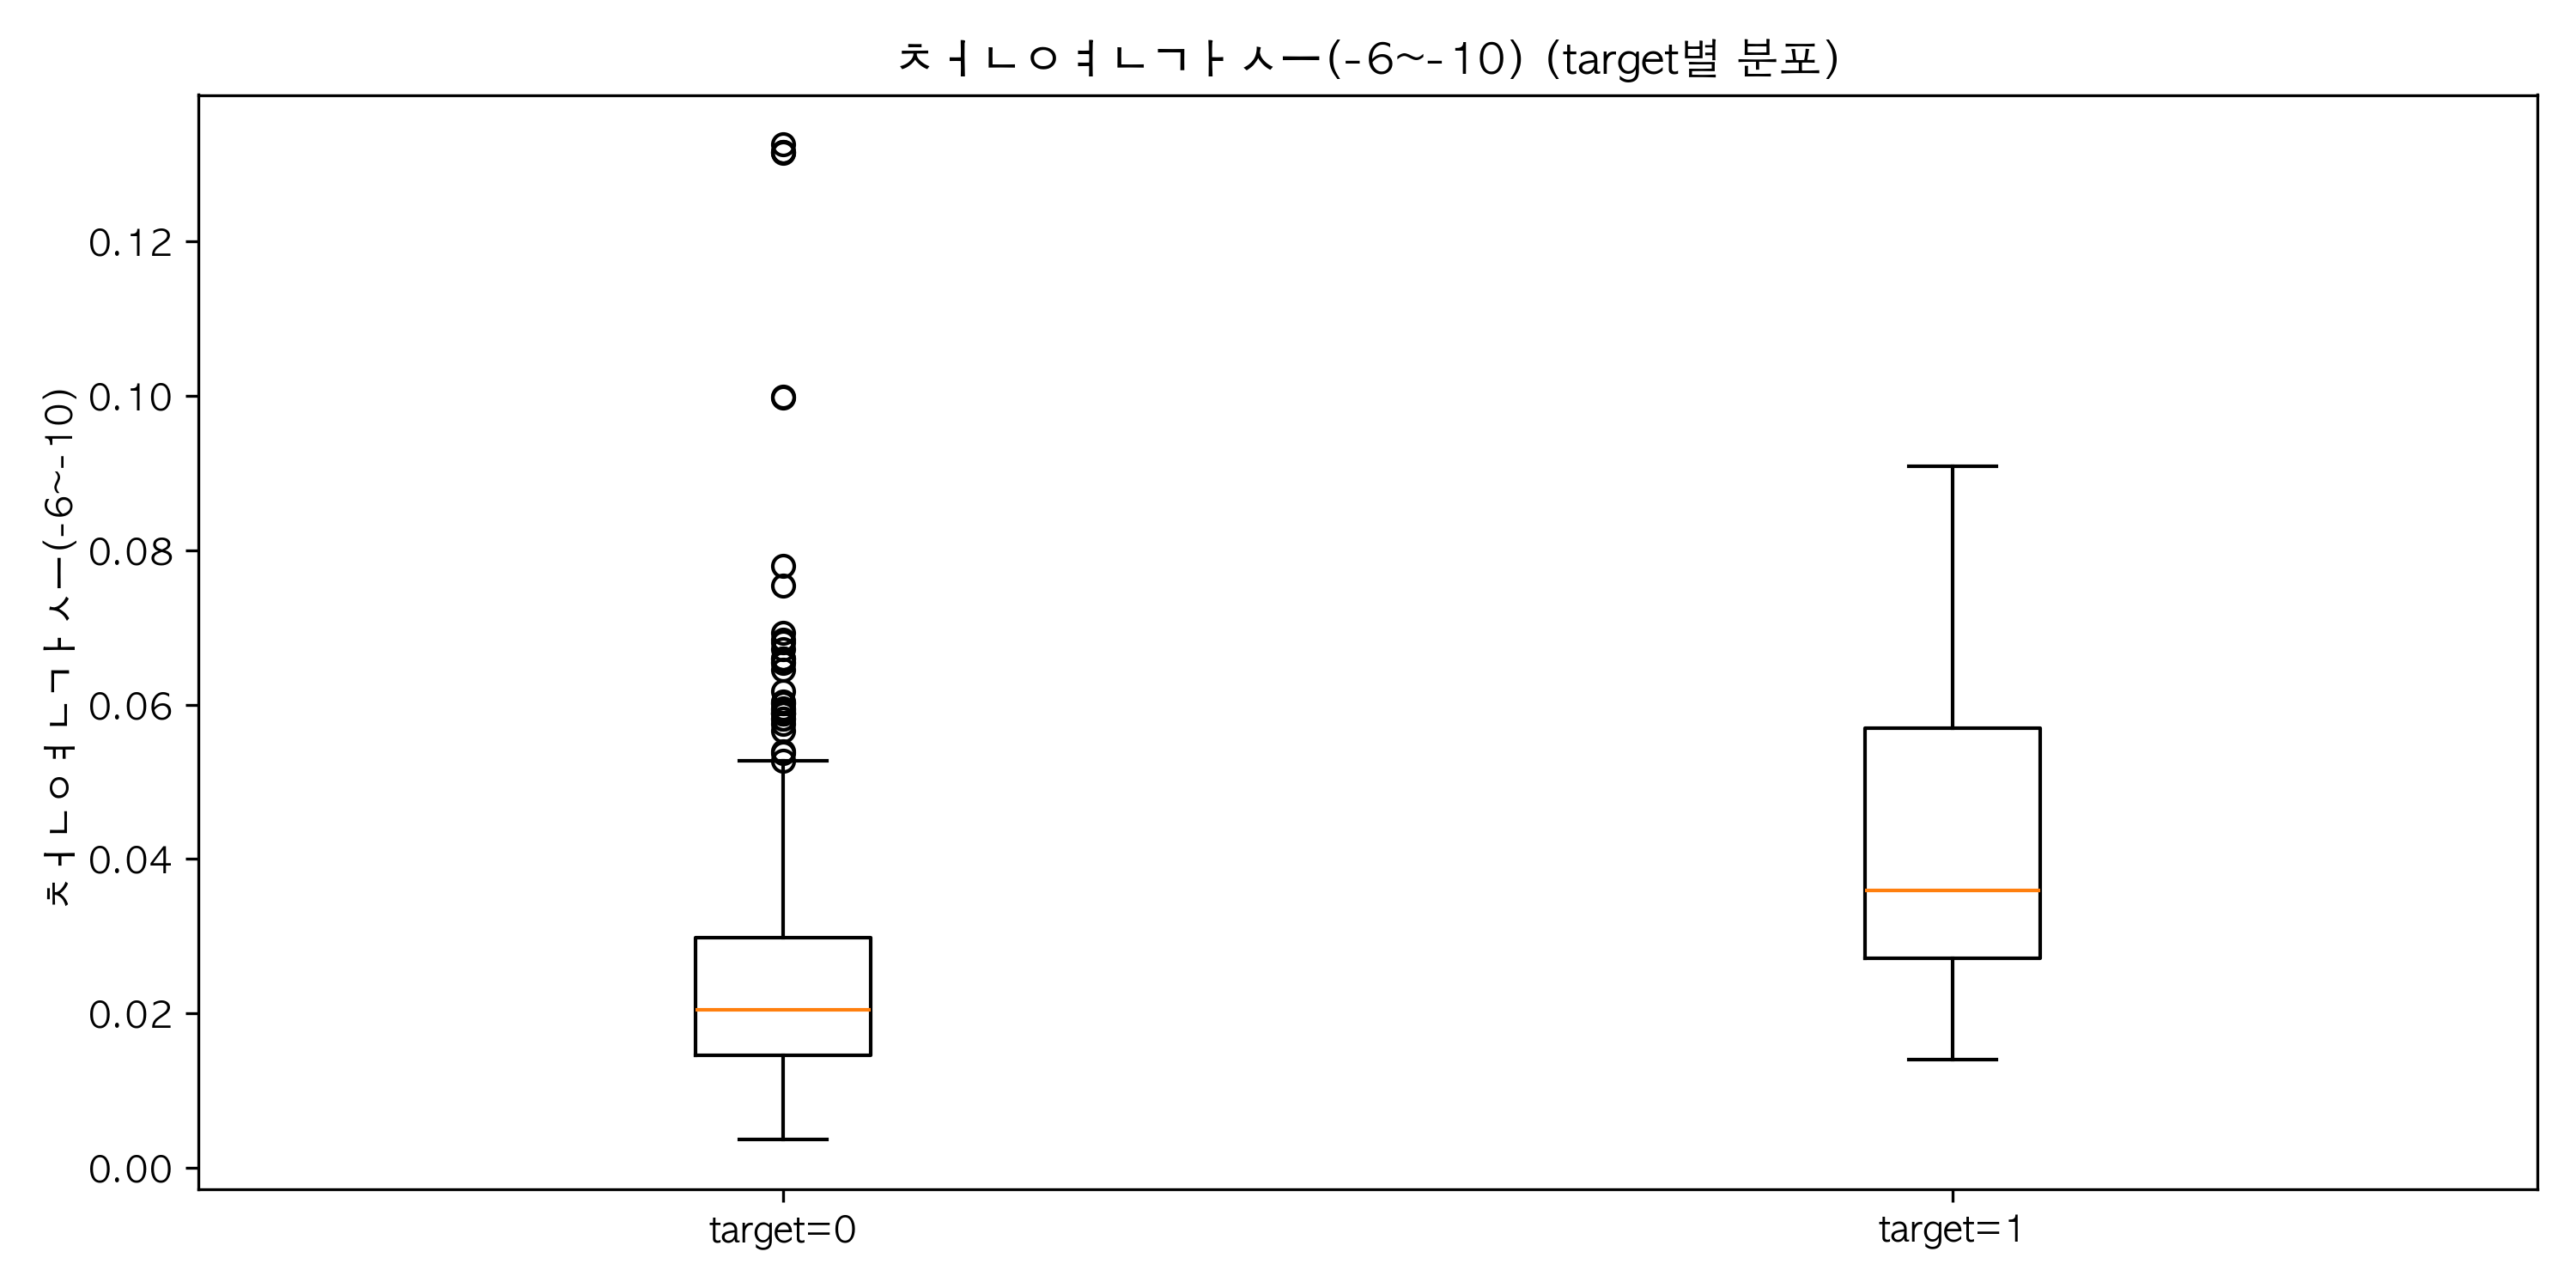 ㅊㅓㄴㅇㅕㄴㄱㅏㅅㅡ(-6~-10) (target별 분포)
ㅊㅓㄴㅇㅕㄴㄱㅏㅅㅡ(-6~-10)
0.12
0.10
0.08
0.06
0.04
0.02
0.00
target=0
target=1